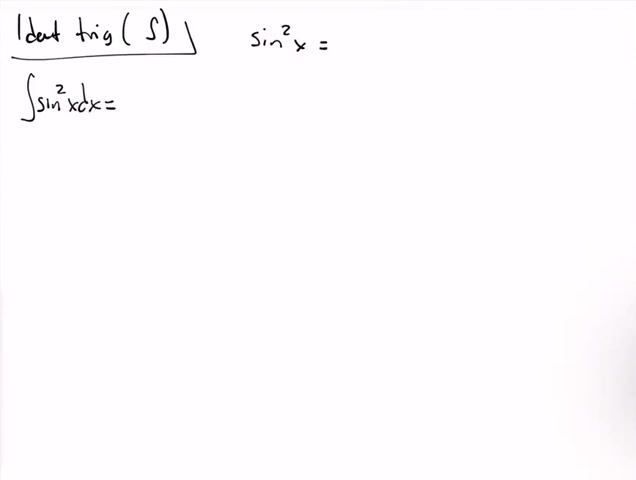 Ident trig (∫)
sin²x =
∫sin²xdx=